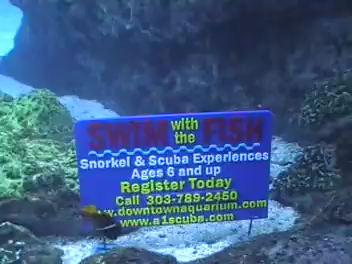 SWIM with the FISH
Snorkel & Scuba Experiences
Ages 6 and up
Register Today
Call 303-789-2450
www.downtownaquarium.com
www.a1scuba.com